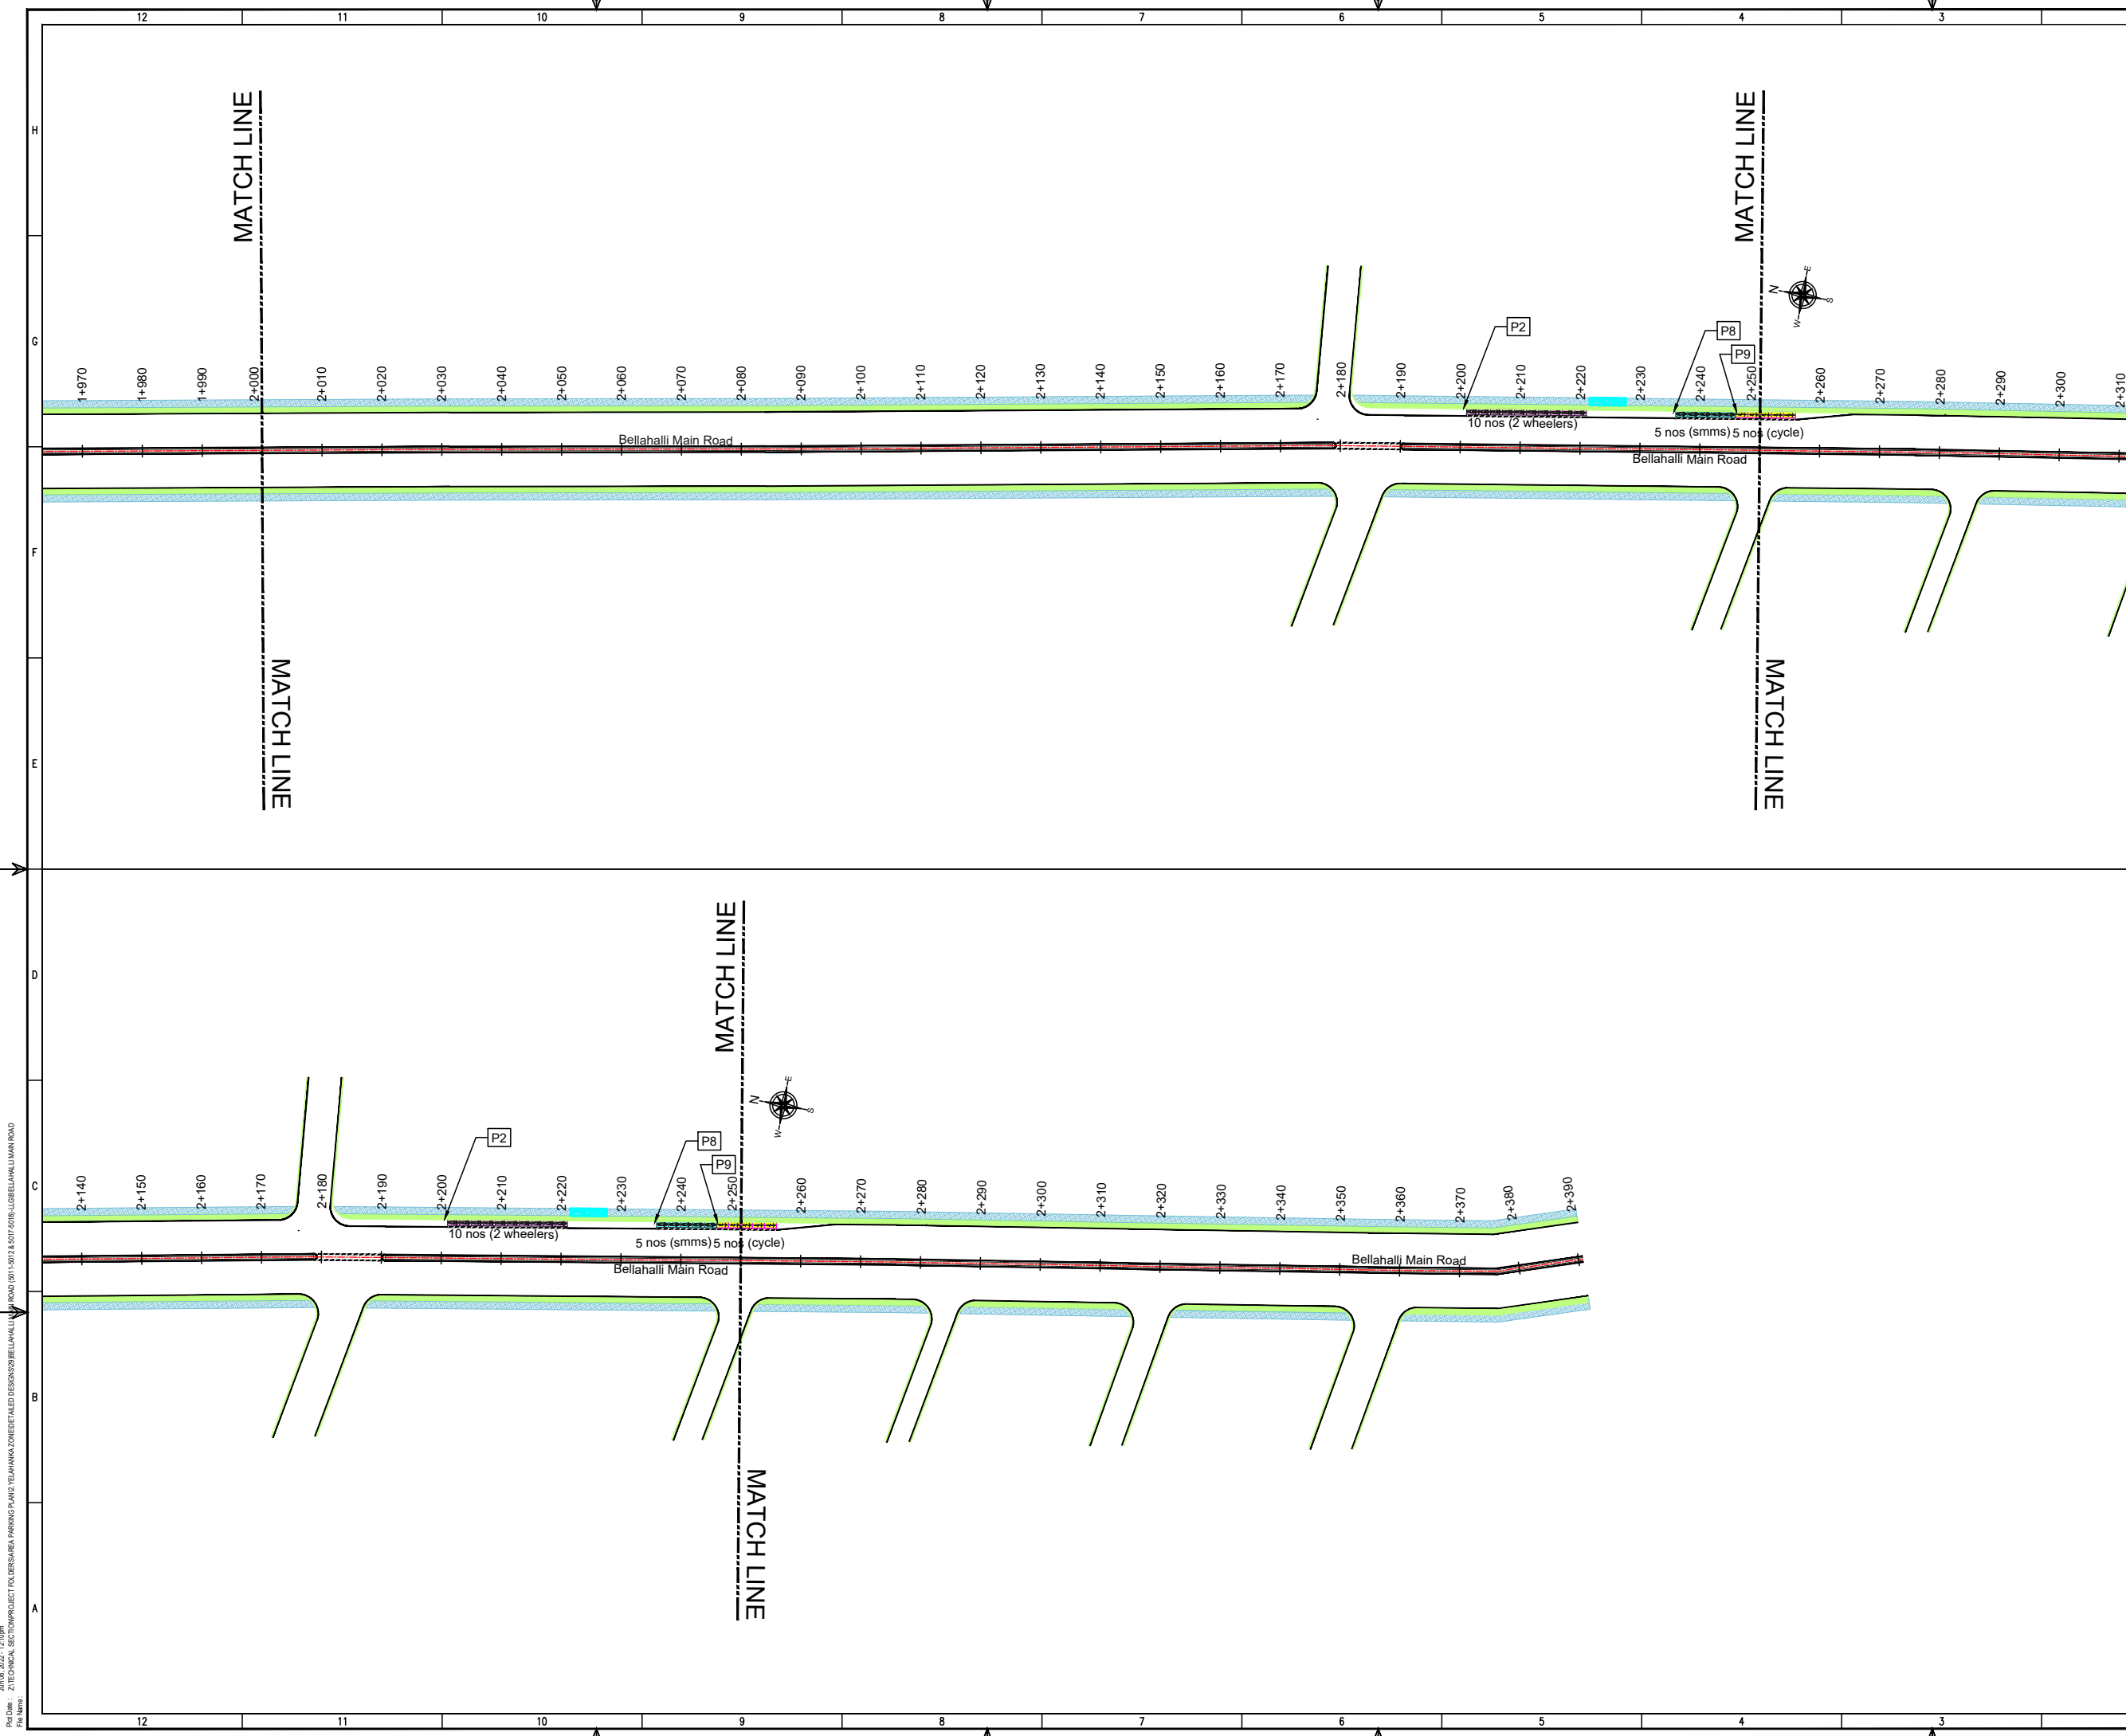 12 11 10 9 8 7 6 5 4 3
H
G
F
E
D
C
B
A
MATCH LINE
MATCH LINE
N E S W
P2
P8
P9
1+970 1+980 1+990 2+000 2+010 2+020 2+030 2+040 2+050 2+060 2+070 2+080 2+090 2+100 2+110 2+120 2+130 2+140 2+150 2+160 2+170 2+180 2+190 2+200 2+210 2+220 2+230 2+240 2+250 2+260 2+270 2+280 2+290 2+300 2+310
10 nos (2 wheelers)
5 nos (smms) 5 nos (cycle)
Bellahalli Main Road
Bellahalli Main Road
MATCH LINE
MATCH LINE
MATCH LINE
N E S W
P2
P8
P9
2+140 2+150 2+160 2+170 2+180 2+190 2+200 2+210 2+220 2+230 2+240 2+250 2+260 2+270 2+280 2+290 2+300 2+310 2+320 2+330 2+340 2+350 2+360 2+370 2+380 2+390
10 nos (2 wheelers)
5 nos (smms) 5 nos (cycle)
Bellahalli Main Road
Bellahalli Main Road
MATCH LINE
Plot Date :
File Name :
12 11 10 9 8 7 6 5 4 3